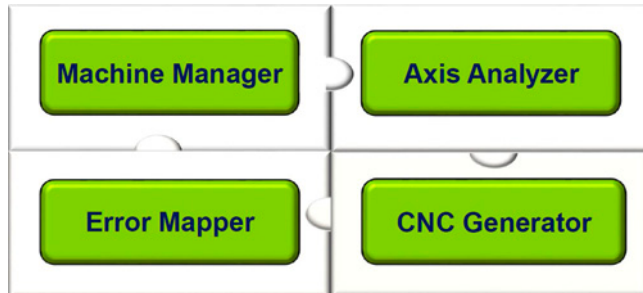 Machine Manager
Axis Analyzer
Error Mapper
CNC Generator